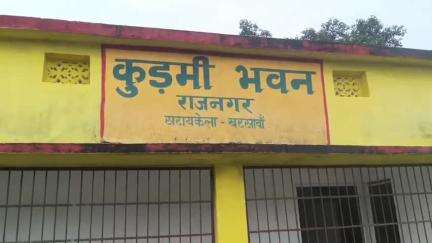 कुड़मी भवन
राजनगर
सरायकेला - खरसावाँ